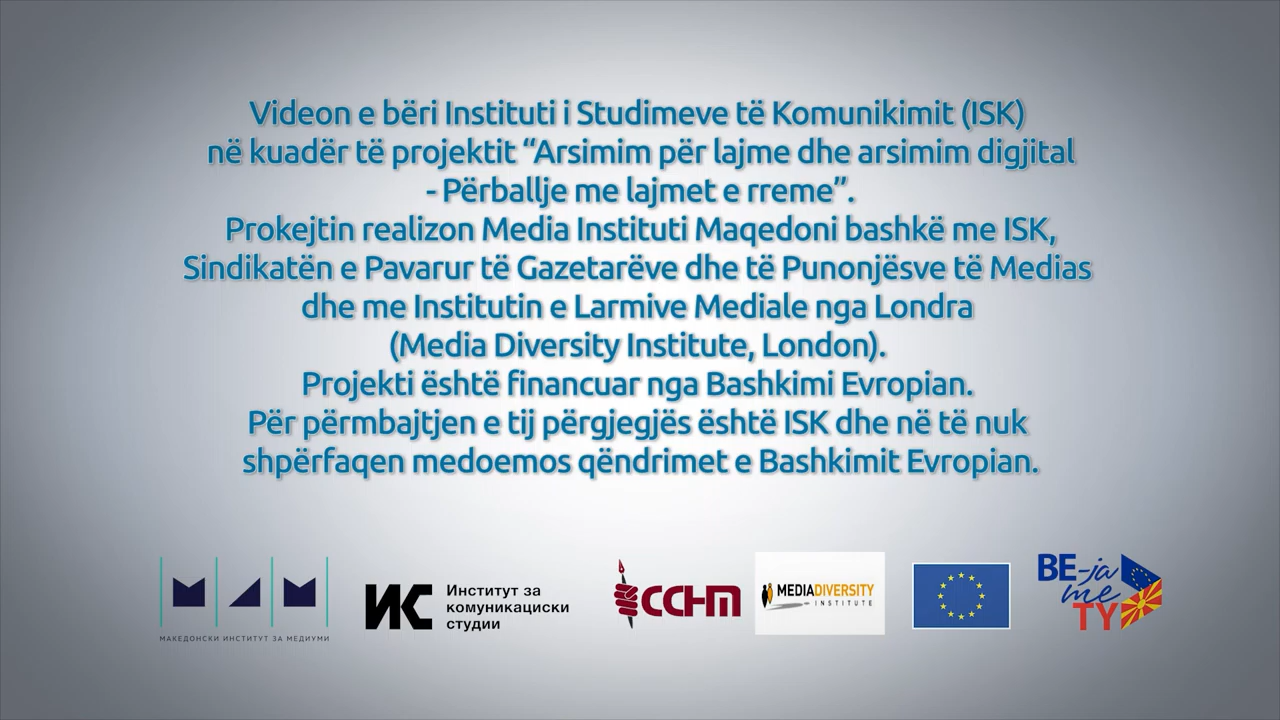 Videon e bëri Instituti i Studimeve të Komunikimit (ISK)
në kuadër të projektit “Arsimim për lajme dhe arsimim digjital
- Përballje me lajmet e rreme”.
Prokejtin realizon Media Instituti Maqedoni bashkë me ISK,
Sindikatën e Pavarur të Gazetarëve dhe të Punonjësve të Medias
dhe me Institutin e Larmive Mediale nga Londra
(Media Diversity Institute, London).
Projekti është financuar nga Bashkimi Evropian.
Për përmbajtjen e tij përgjegjës është ISK dhe në të nuk
shpërfaqen medoemos qëndrimet e Bashkimit Evropian.
МИМ
МАКЕДОНСКИ ИНСТИТУТ ЗА МЕДИУМИ
ИС
Институт за
комуникациски
студии
ССНМ
MEDIADIVERSITY
INSTITUTE
BE-ja
me
TY